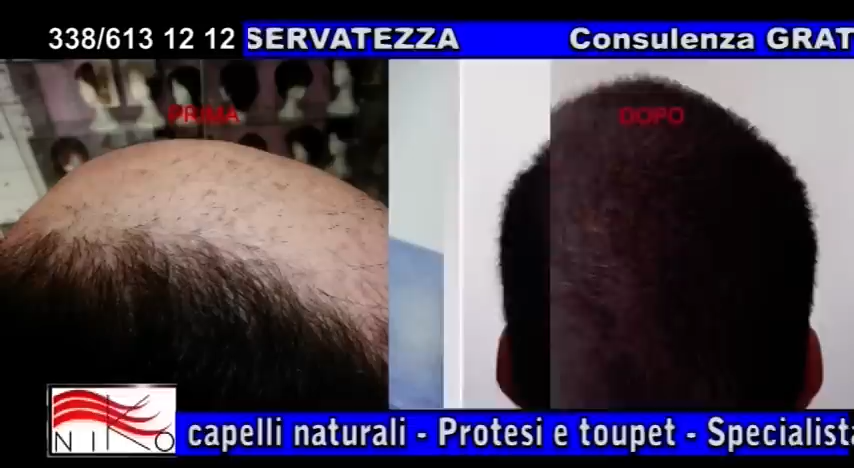 338/613 12 12 SERVATEZZA Consulenza GRAT
PRIMA DOPO
NIKO capelli naturali - Protesi e toupet - Specialista